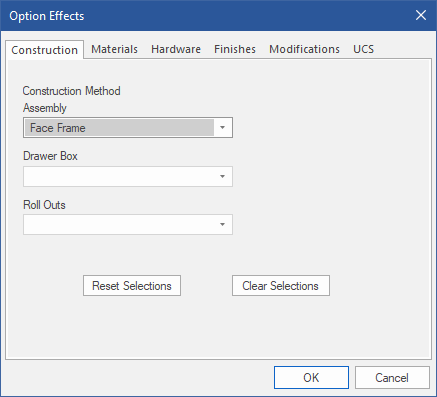 Option Effects
Construction Materials Hardware Finishes Modifications UCS
Construction Method
Assembly
Face Frame
Drawer Box
Roll Outs
Reset Selections Clear Selections
OK Cancel